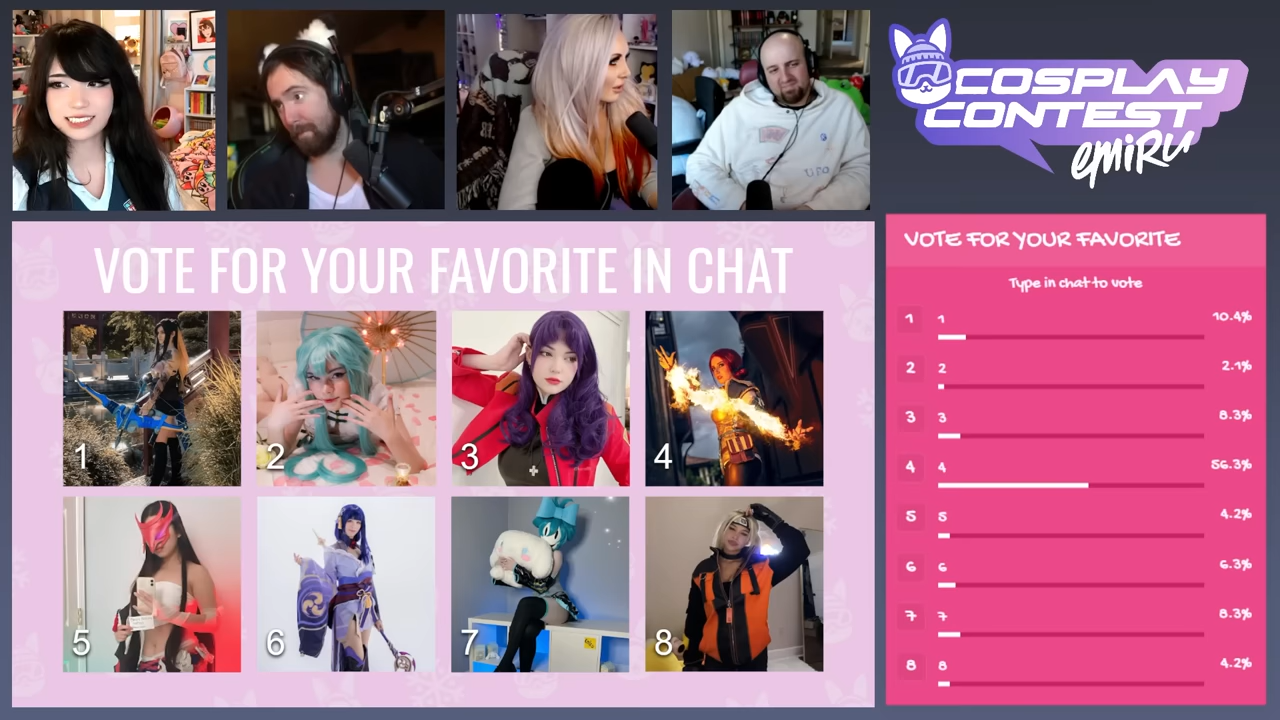 COSPLAY
CONTEST
emiru
VOTE FOR YOUR FAVORITE IN CHAT
1
2
3
4
5
6
7
8
VOTE FOR YOUR FAVORITE
Type in chat to vote
1 1 10.4%
2 2 2.1%
3 3 8.3%
4 4 56.3%
5 5 4.2%
6 6 6.3%
7 7 8.3%
8 8 4.2%